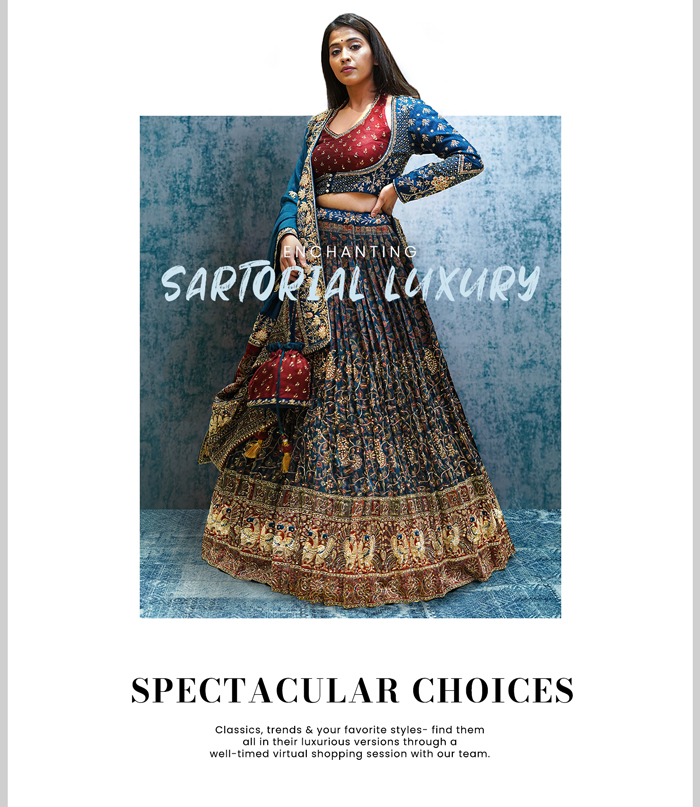 ENCHANTING
SARTORIAL LUXURY
SPECTACULAR CHOICES
Classics, trends & your favorite styles- find them
all in their luxurious versions through a
well-timed virtual shopping session with our team.